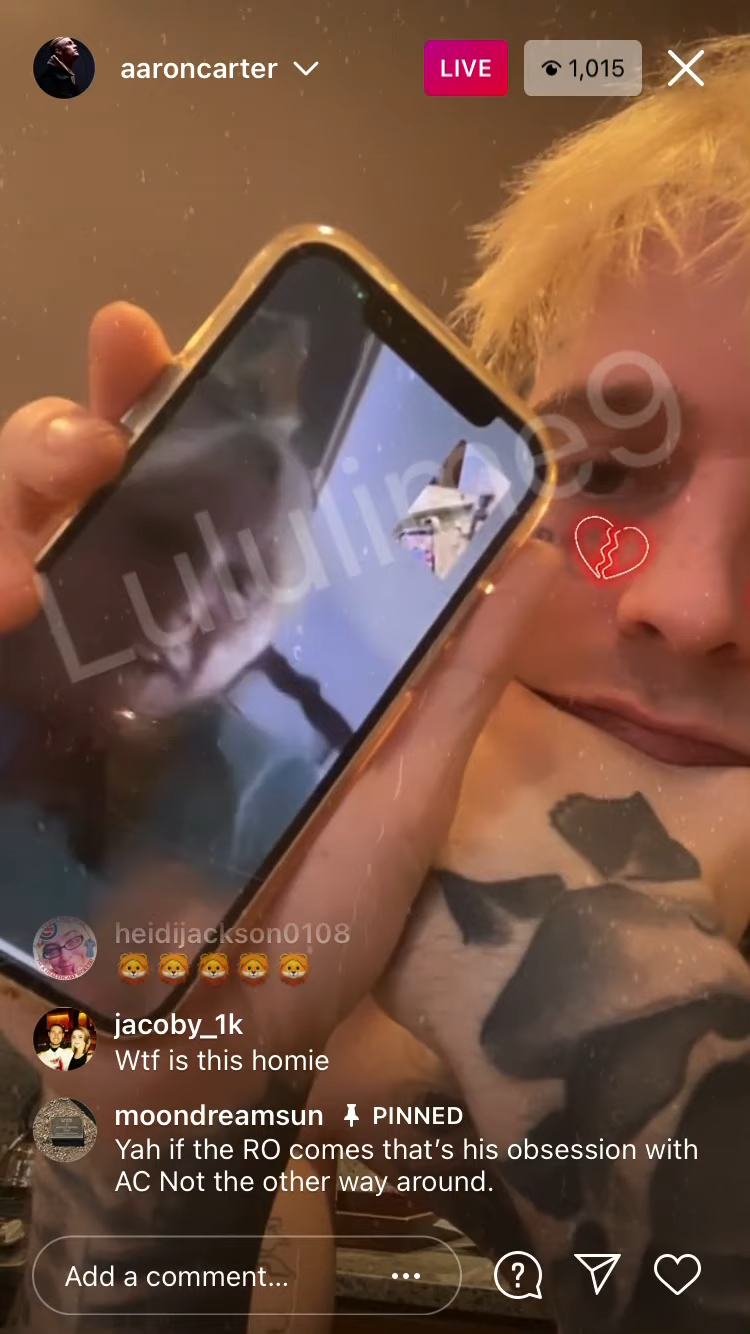 aaroncarter
LIVE
1,015
Lululime9
heidijackson0108
🦁🦁🦁🦁🦁
jacoby_1k
Wtf is this homie
moondreamsun PINNED
Yah if the RO comes that’s his obsession with
AC Not the other way around.
Add a comment...